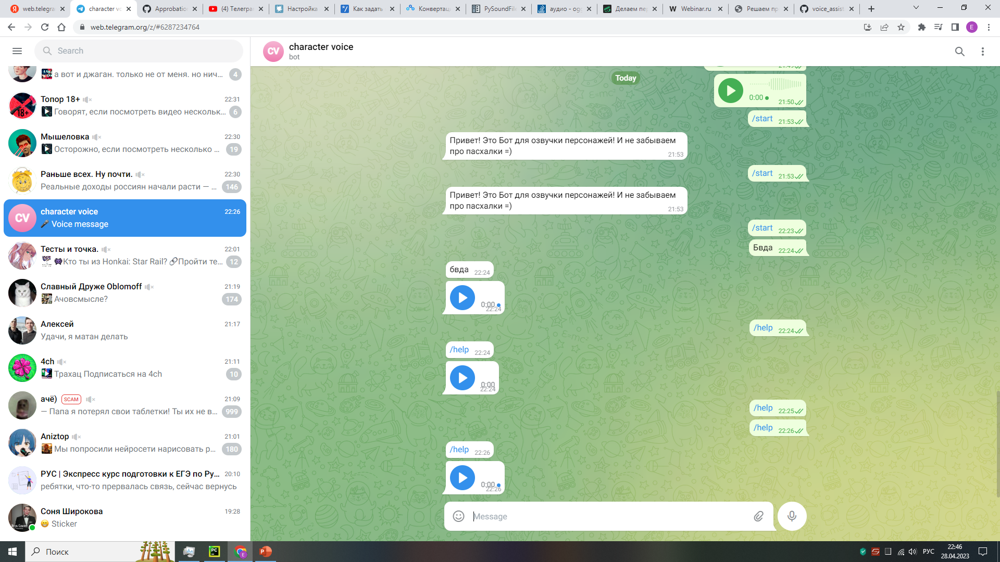 web.telegra
character vo
Approbatio
(4) Телегра
Настройка
Как задать
Конвертац
PySoundFil
аудио - og
Делаем пе
Webinar.ru
Решаем пр
voice_assist
web.telegram.org/z/#6287234764
E
Search
а вот и джаган. только не от меня. но нич...
4
Топор 18+
22:31
Говорят, если посмотреть видео нескольк...
6
Мышеловка
22:30
Осторожно, если посмотреть несколько ...
19
Раньше всех. Ну почти.
22:30
Реальные доходы россиян начали расти — ...
146
CV
character voice
22:26
Voice message
Тесты и точка.
22:01
Кто ты из Honkai: Star Rail? Пройти те...
12
Славный Друже Oblomoff
21:19
Ачовсмысле?
174
Алексей
21:17
Удачи, я матан делать
4ch
21:11
Трахац Подписаться на 4ch
10
ачё) SCAM
21:09
— Папа я потерял свои таблетки! Ты их не в...
999
Aniztop
21:01
Мы попросили нейросети нарисовать р...
180
РУС | Экспресс курс подготовки к ЕГЭ по Ру...
20:10
ребятки, что-то прервалась связь, сейчас вернусь
Соня Широкова
19:28
Sticker
CV
character voice
bot
21:49
Today
0:00
21:50
/start 21:53
Привет! Это Бот для озвучки персонажей! И не забываем
про пасхалки =)
21:53
/start 21:53
Привет! Это Бот для озвучки персонажей! И не забываем
про пасхалки =)
21:53
/start 22:23
Бвда 22:24
бвда 22:24
0:00
22:24
/help 22:24
/help 22:24
0:00
22:24
/help 22:25
/help 22:26
/help 22:26
0:00
22:26
Message
Поиск
PC
E
P
РУС
22:46
28.04.2023